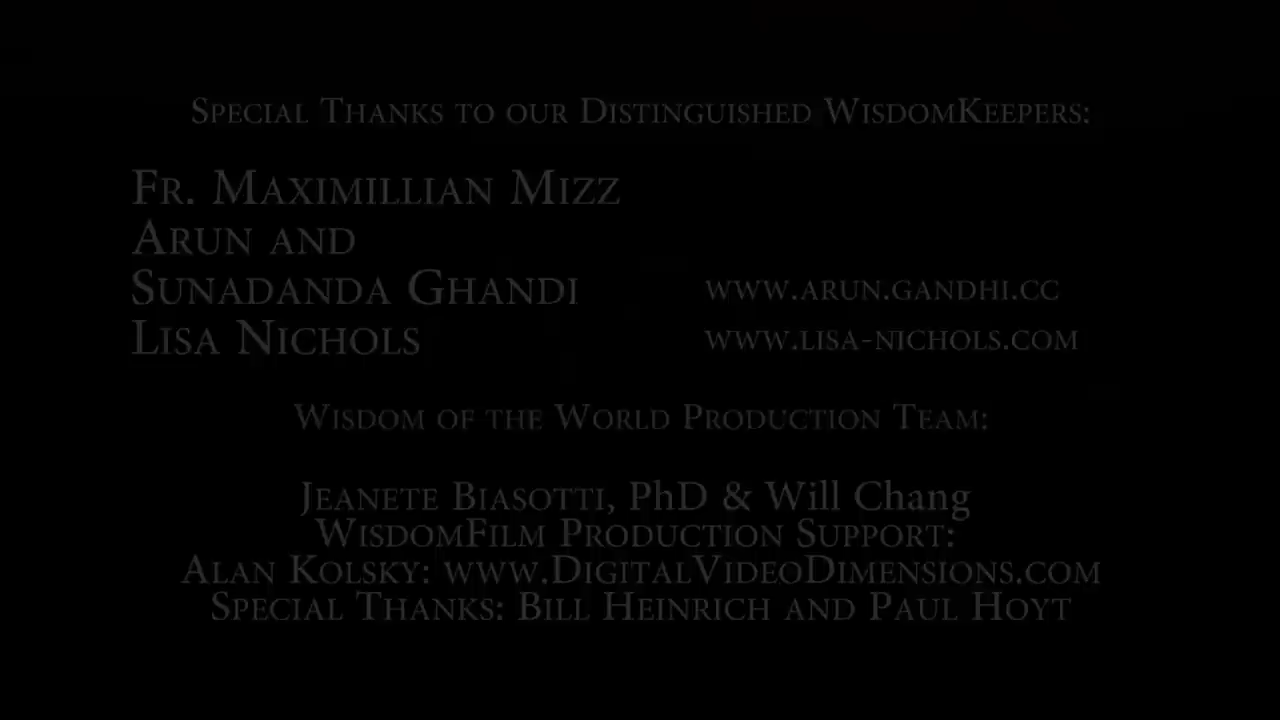 Special Thanks to our Distinguished WisdomKeepers:
Fr. Maximillian Mizz
Arun and
Sunadanda Ghandi www.arun.gandhi.cc
Lisa Nichols www.lisa-nichols.com
Wisdom of the World Production Team:
Jeanete Biasotti, PhD & Will Chang
WisdomFilm Production Support:
Alan Kolsky: www.DigitalVideoDimensions.com
Special Thanks: Bill Heinrich and Paul Hoyt